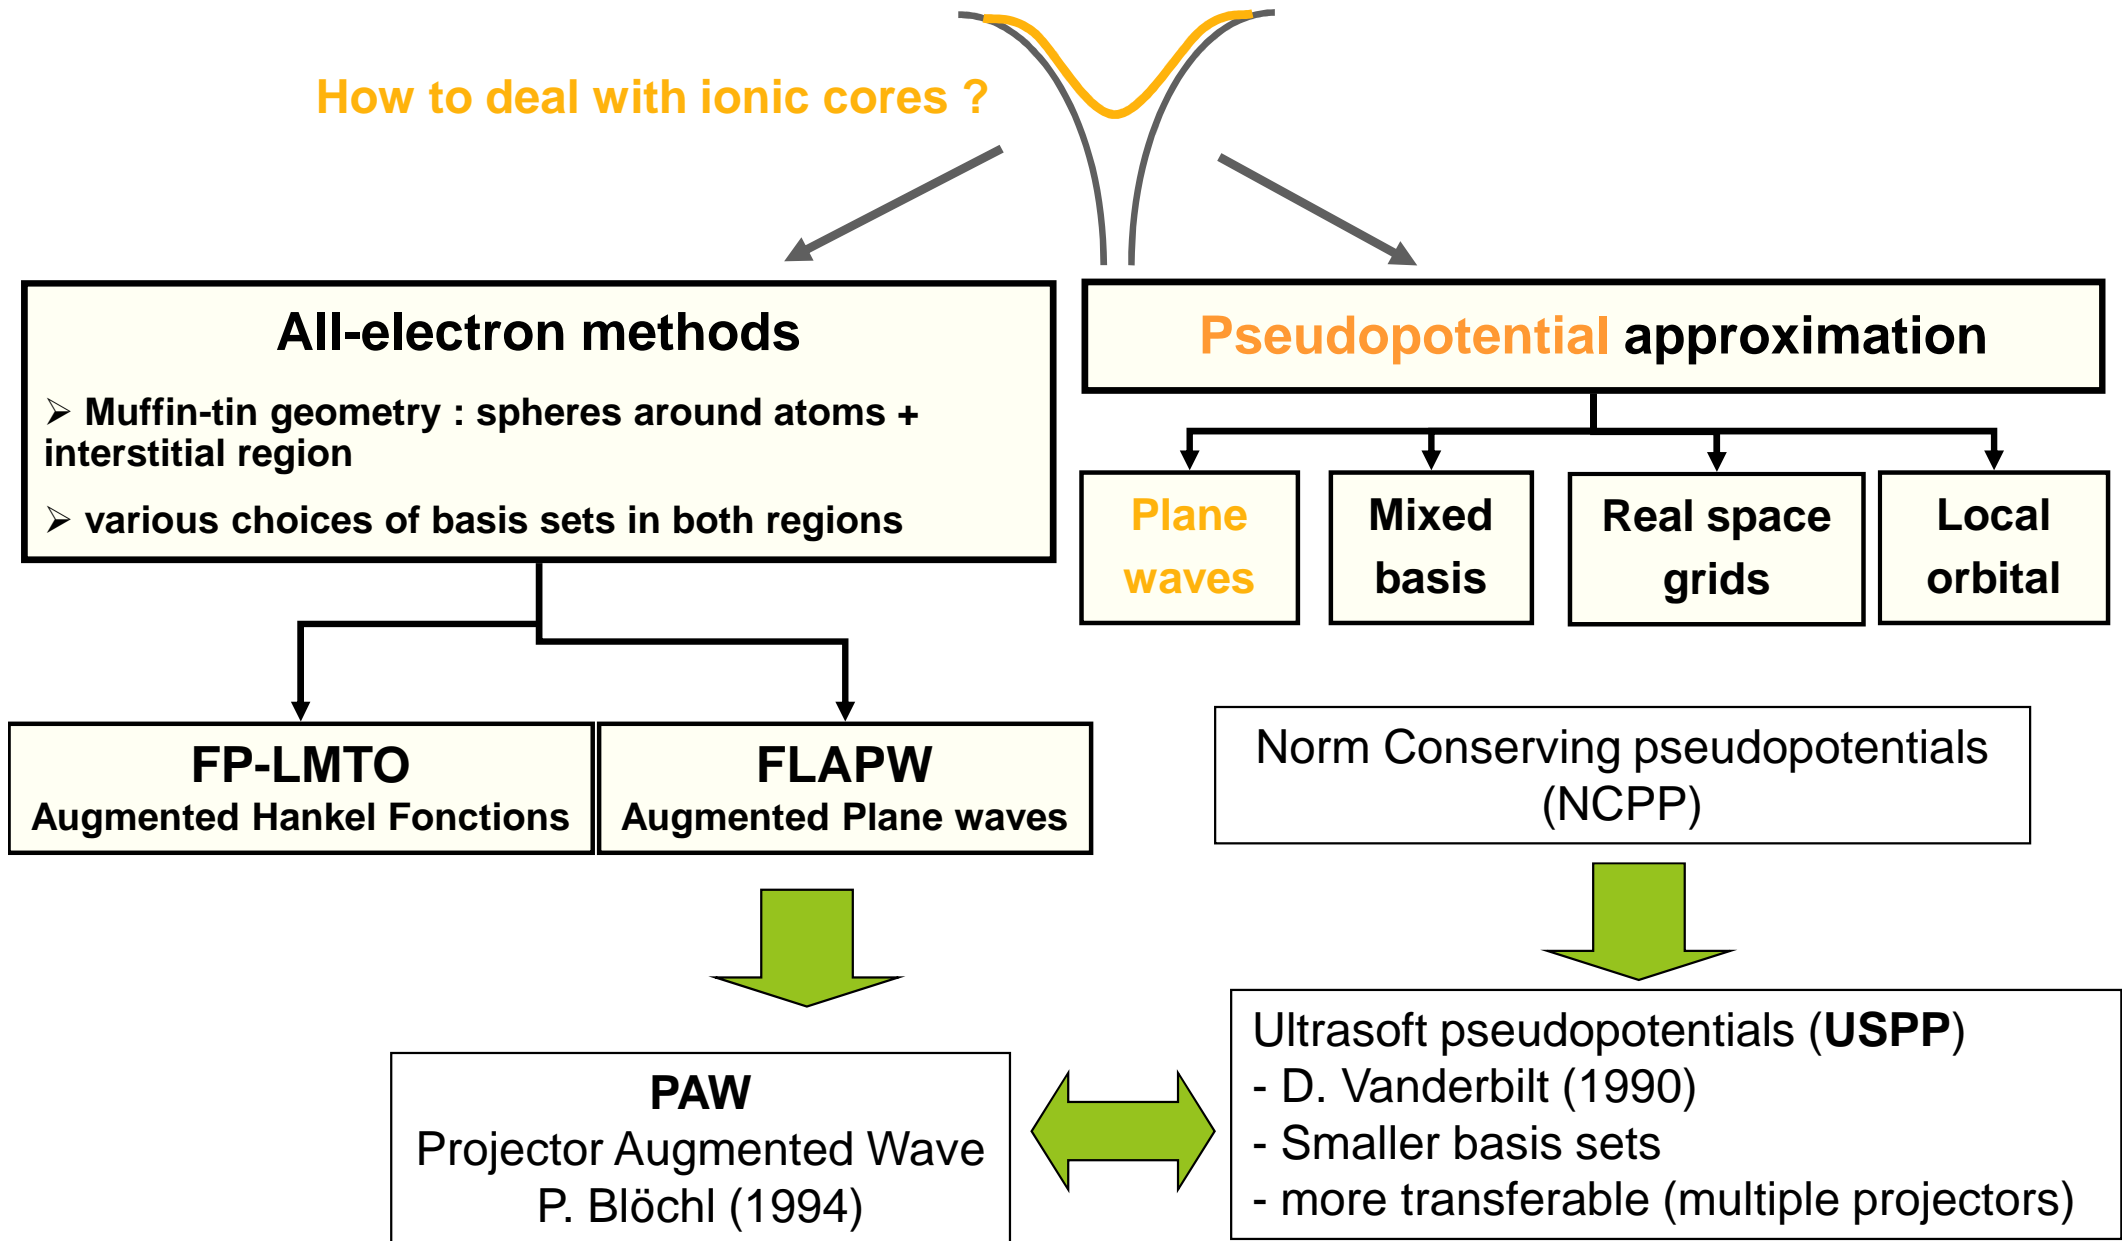 How to deal with ionic cores ?
All-electron methods
➢ Muffin-tin geometry : spheres around atoms +
interstitial region
➢ various choices of basis sets in both regions
Pseudopotential approximation
Plane
waves
Mixed
basis
Real space
grids
Local
orbital
FP-LMTO
Augmented Hankel Fonctions
FLAPW
Augmented Plane waves
Norm Conserving pseudopotentials
(NCPP)
PAW
Projector Augmented Wave
P. Blöchl (1994)
Ultrasoft pseudopotentials (USPP)
- D. Vanderbilt (1990)
- Smaller basis sets
- more transferable (multiple projectors)